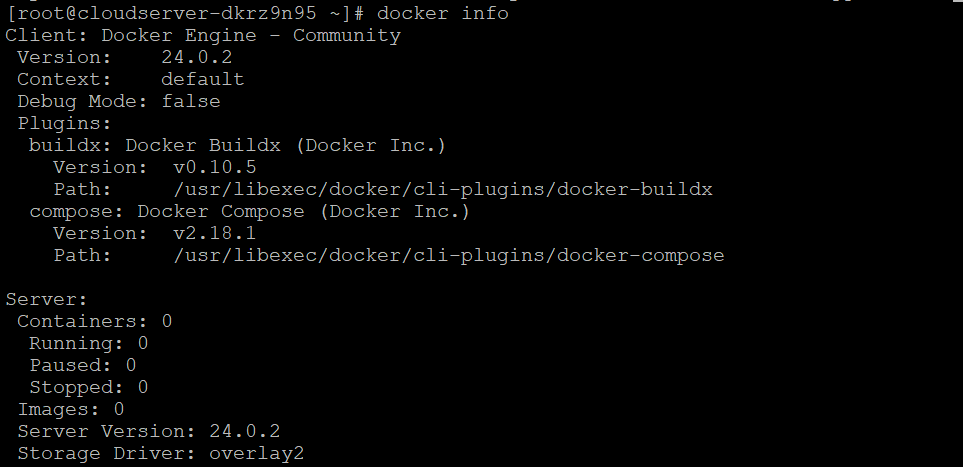 [root@cloudserver-dkrz9n95 ~]# docker info
Client: Docker Engine - Community
 Version:    24.0.2
 Context:    default
 Debug Mode: false
 Plugins:
  buildx: Docker Buildx (Docker Inc.)
    Version:  v0.10.5
    Path:     /usr/libexec/docker/cli-plugins/docker-buildx
  compose: Docker Compose (Docker Inc.)
    Version:  v2.18.1
    Path:     /usr/libexec/docker/cli-plugins/docker-compose

Server:
 Containers: 0
  Running: 0
  Paused: 0
  Stopped: 0
 Images: 0
 Server Version: 24.0.2
 Storage Driver: overlay2